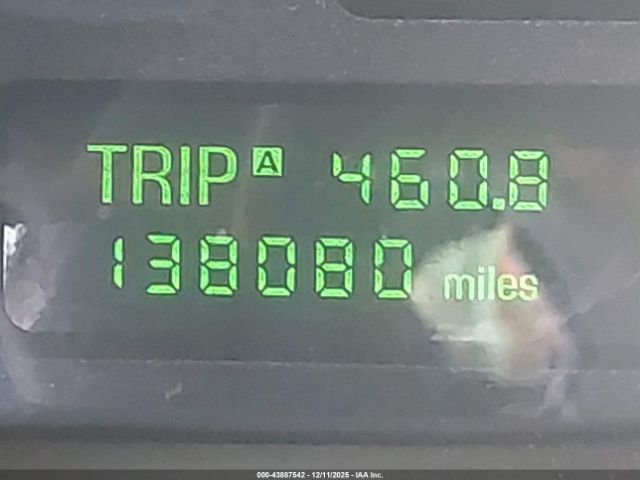 TRIP A 460.8
138080 miles
000-43887542 - 12/11/2025 - IAA Inc.